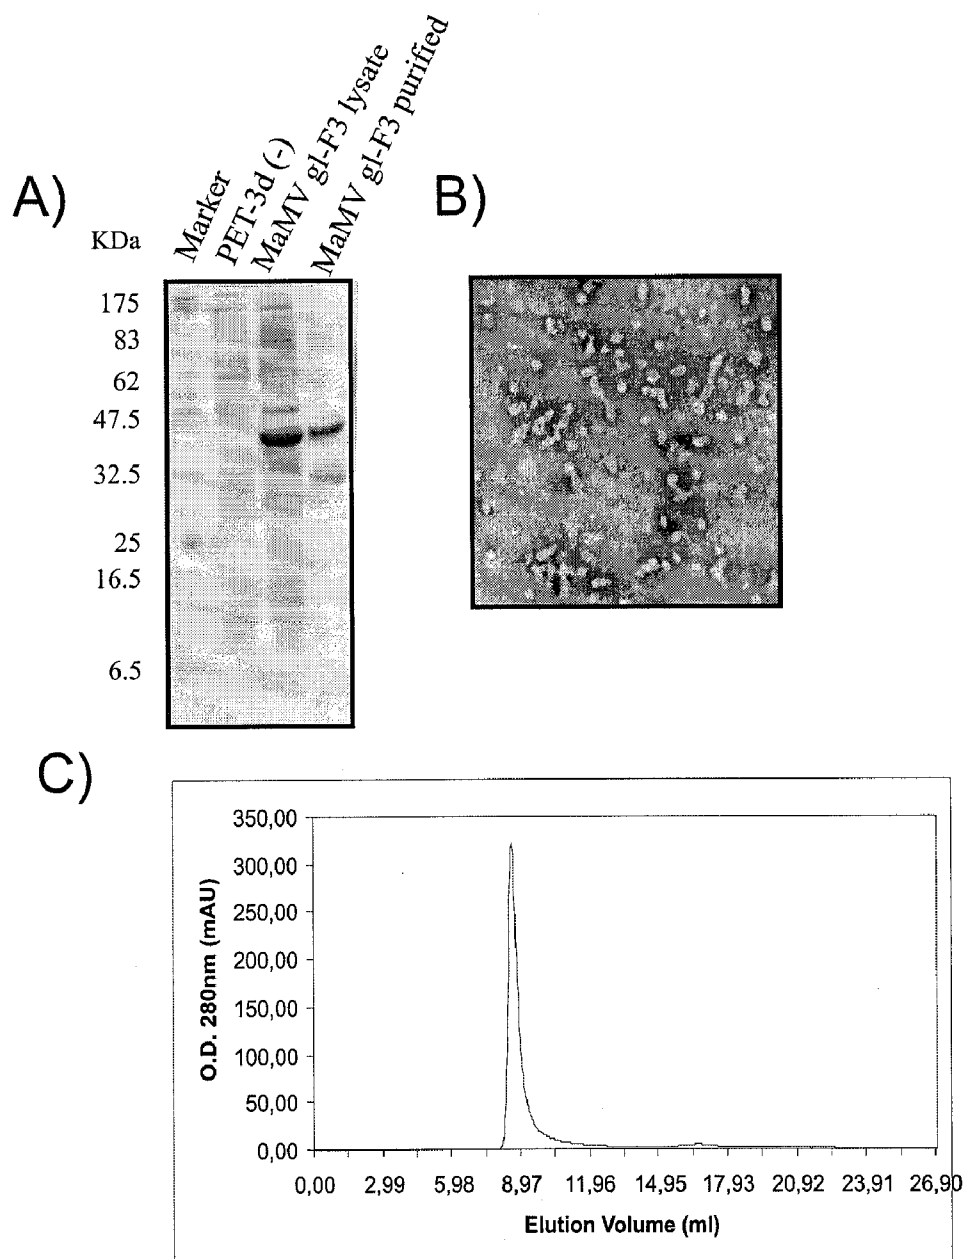 A)
Marker
PET-3d (-)
MaMV gl-F3 lysate
MaMV gl-F3 purified
KDa
175
83
62
47.5
32.5
25
16.5
6.5
B)
C)
O.D. 280nm (mAU)
350,00
300,00
250,00
200,00
150,00
100,00
50,00
0,00
0,00 2,99 5,98 8,97 11,96 14,95 17,93 20,92 23,91 26,90
Elution Volume (ml)